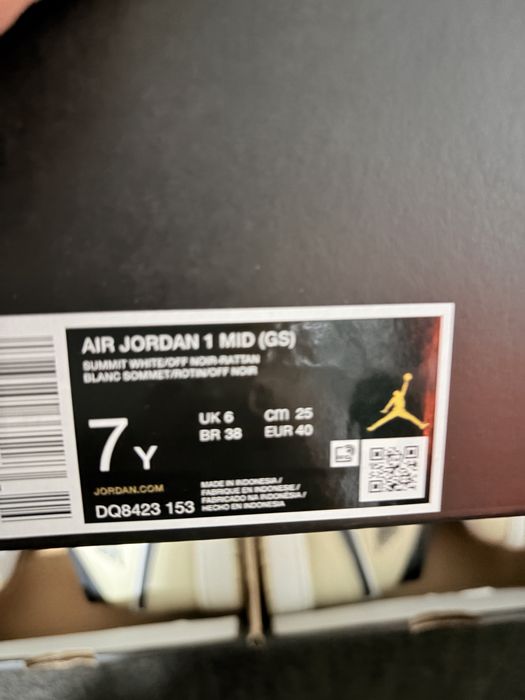 AIR JORDAN 1 MID (GS)
SUMMIT WHITE/OFF NOIR-RATTAN
BLANC SOMMET/ROTIN/OFF NOIR
7 Y
UK 6 cm 25
BR 38 EUR 40
JORDAN.COM
DQ8423 153
MADE IN INDONESIA /
FABRIQUE EN INDONESIE /
FABRICADO NA INDONÉSIA /
HECHO EN INDONESIA